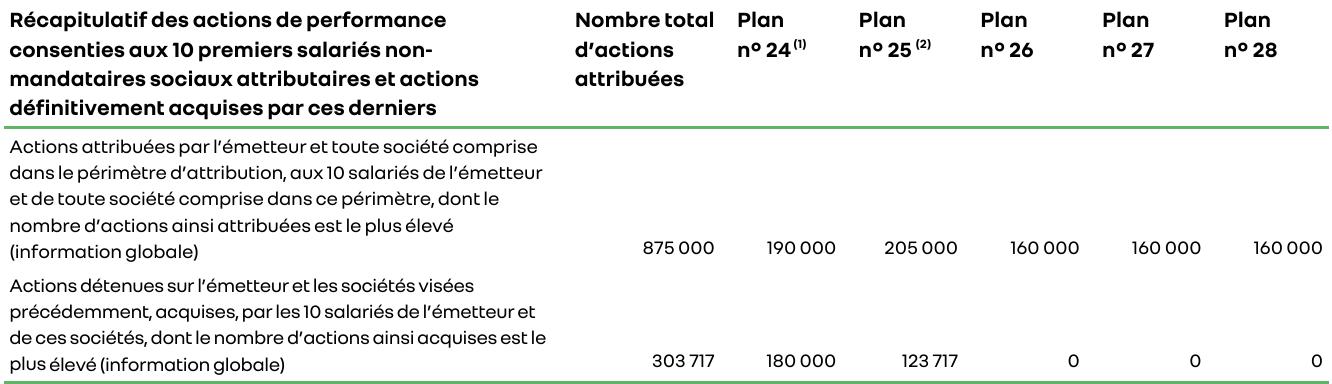 Récapitulatif des actions de performance Nombre total Plan Plan Plan Plan Plan
consenties aux 10 premiers salariés non- d’actions nº 24 (1) nº 25 (2) nº 26 nº 27 nº 28
mandataires sociaux attributaires et actions attribuées
définitivement acquises par ces derniers
Actions attribuées par l’émetteur et toute société comprise
dans le périmètre d’attribution, aux 10 salariés de l’émetteur
et de toute société comprise dans ce périmètre, dont le
nombre d’actions ainsi attribuées est le plus élevé
(information globale) 875 000 190 000 205 000 160 000 160 000 160 000
Actions détenues sur l’émetteur et les sociétés visées
précédemment, acquises, par les 10 salariés de l’émetteur et
de ces sociétés, dont le nombre d’actions ainsi acquises est le
plus élevé (information globale) 303 717 180 000 123 717 0 0 0